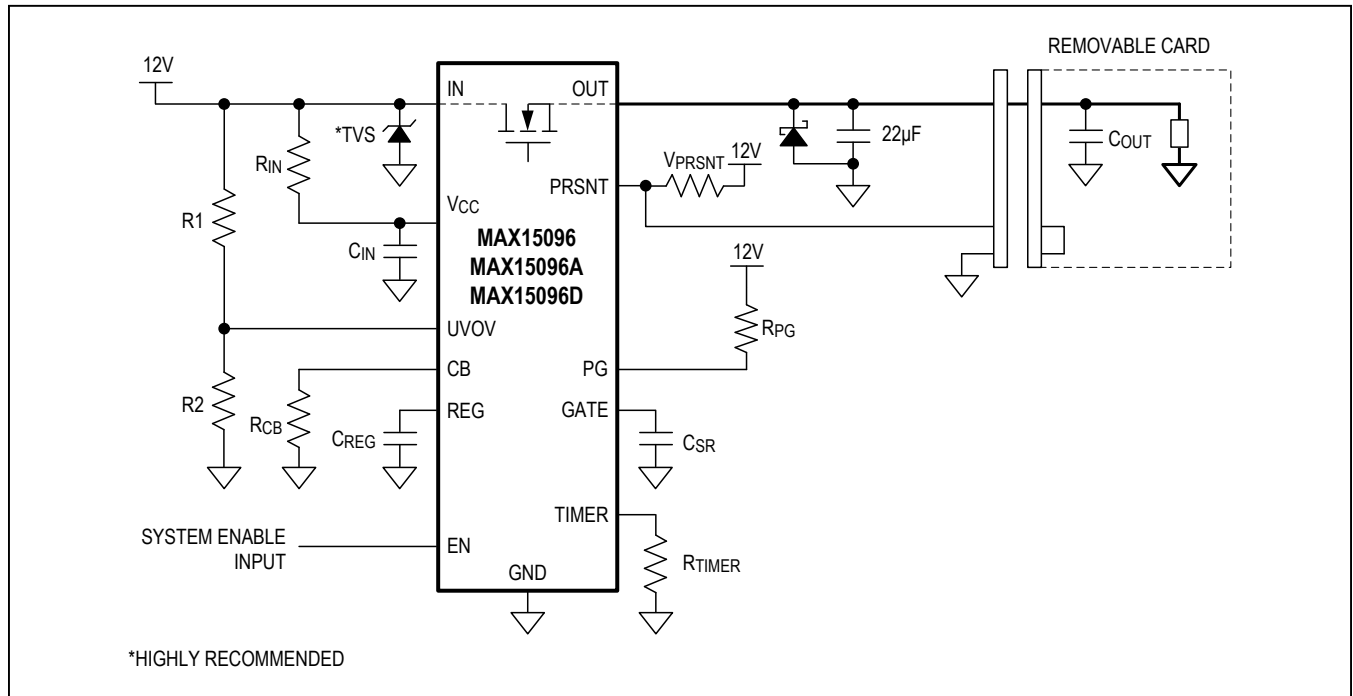 REMOVABLE CARD
12V
IN
OUT
*TVS
22µF
COUT
RIN
VPRSNT
12V
PRSNT
VCC
R1
MAX15096
MAX15096A
MAX15096D
CIN
12V
RPG
UVOV
CB
PG
R2
REG
GATE
RCB
CREG
CSR
TIMER
SYSTEM ENABLE
INPUT
EN
RTIMER
GND
*HIGHLY RECOMMENDED